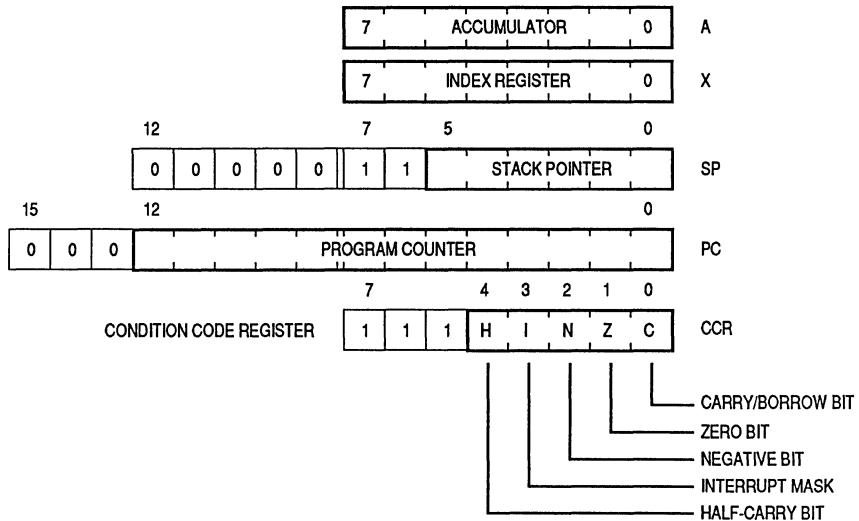 7 ACCUMULATOR 0 A
7 INDEX REGISTER 0 X
12 7 5 0
0 0 0 0 0 1 1 STACK POINTER SP
15 12 0
0 0 0 PROGRAM COUNTER PC
7 4 3 2 1 0
CONDITION CODE REGISTER 1 1 1 H I N Z C CCR
CARRY/BORROW BIT
ZERO BIT
NEGATIVE BIT
INTERRUPT MASK
HALF-CARRY BIT